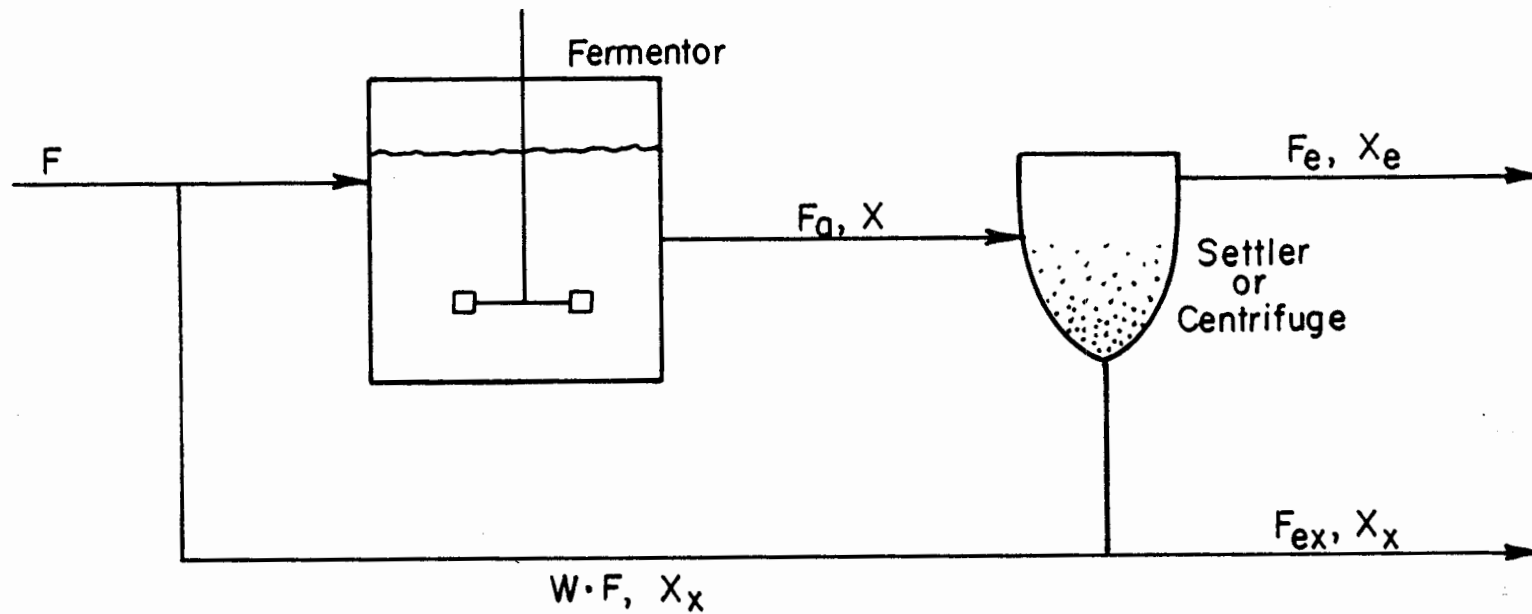 Fermentor
F
Fe, Xe
Fa, X
Settler
or
Centrifuge
Fex, Xx
W·F, Xx